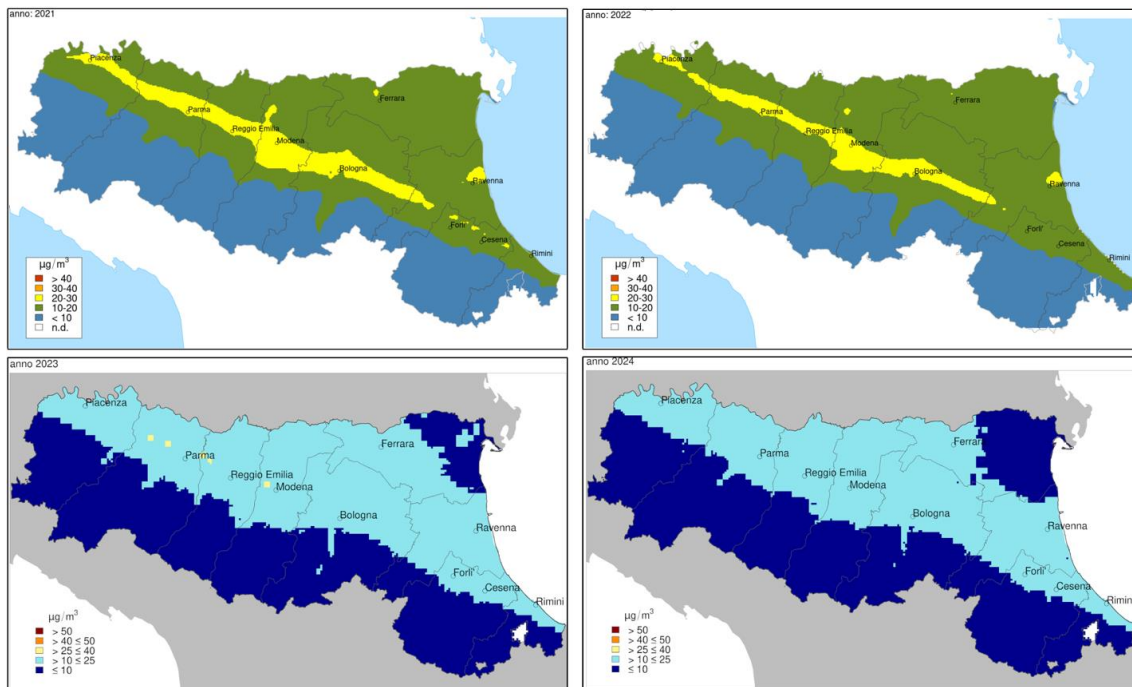 anno: 2021
Piacenza
Ferrara
Parma
Reggio Emilia
Modena
Bologna
Ravenna
Forli'
Cesena
Rimini
µg/m³
> 40
30-40
20-30
10-20
< 10
n.d.
anno: 2022
Piacenza
Ferrara
Parma
Reggio Emilia
Modena
Bologna
Ravenna
Forli'
Cesena
Rimini
µg/m³
> 40
30-40
20-30
10-20
< 10
n.d.
anno 2023
Piacenza
Ferrara
Parma
Reggio Emilia
Modena
Bologna
Ravenna
Forli'
Cesena
Rimini
µg/m³
> 50
> 40 ≤ 50
> 25 ≤ 40
> 10 ≤ 25
≤ 10
anno 2024
Piacenza
Ferrara
Parma
Reggio Emilia
Modena
Bologna
Ravenna
Forli'
Cesena
Rimini
µg/m³
> 50
> 40 ≤ 50
> 25 ≤ 40
> 10 ≤ 25
≤ 10